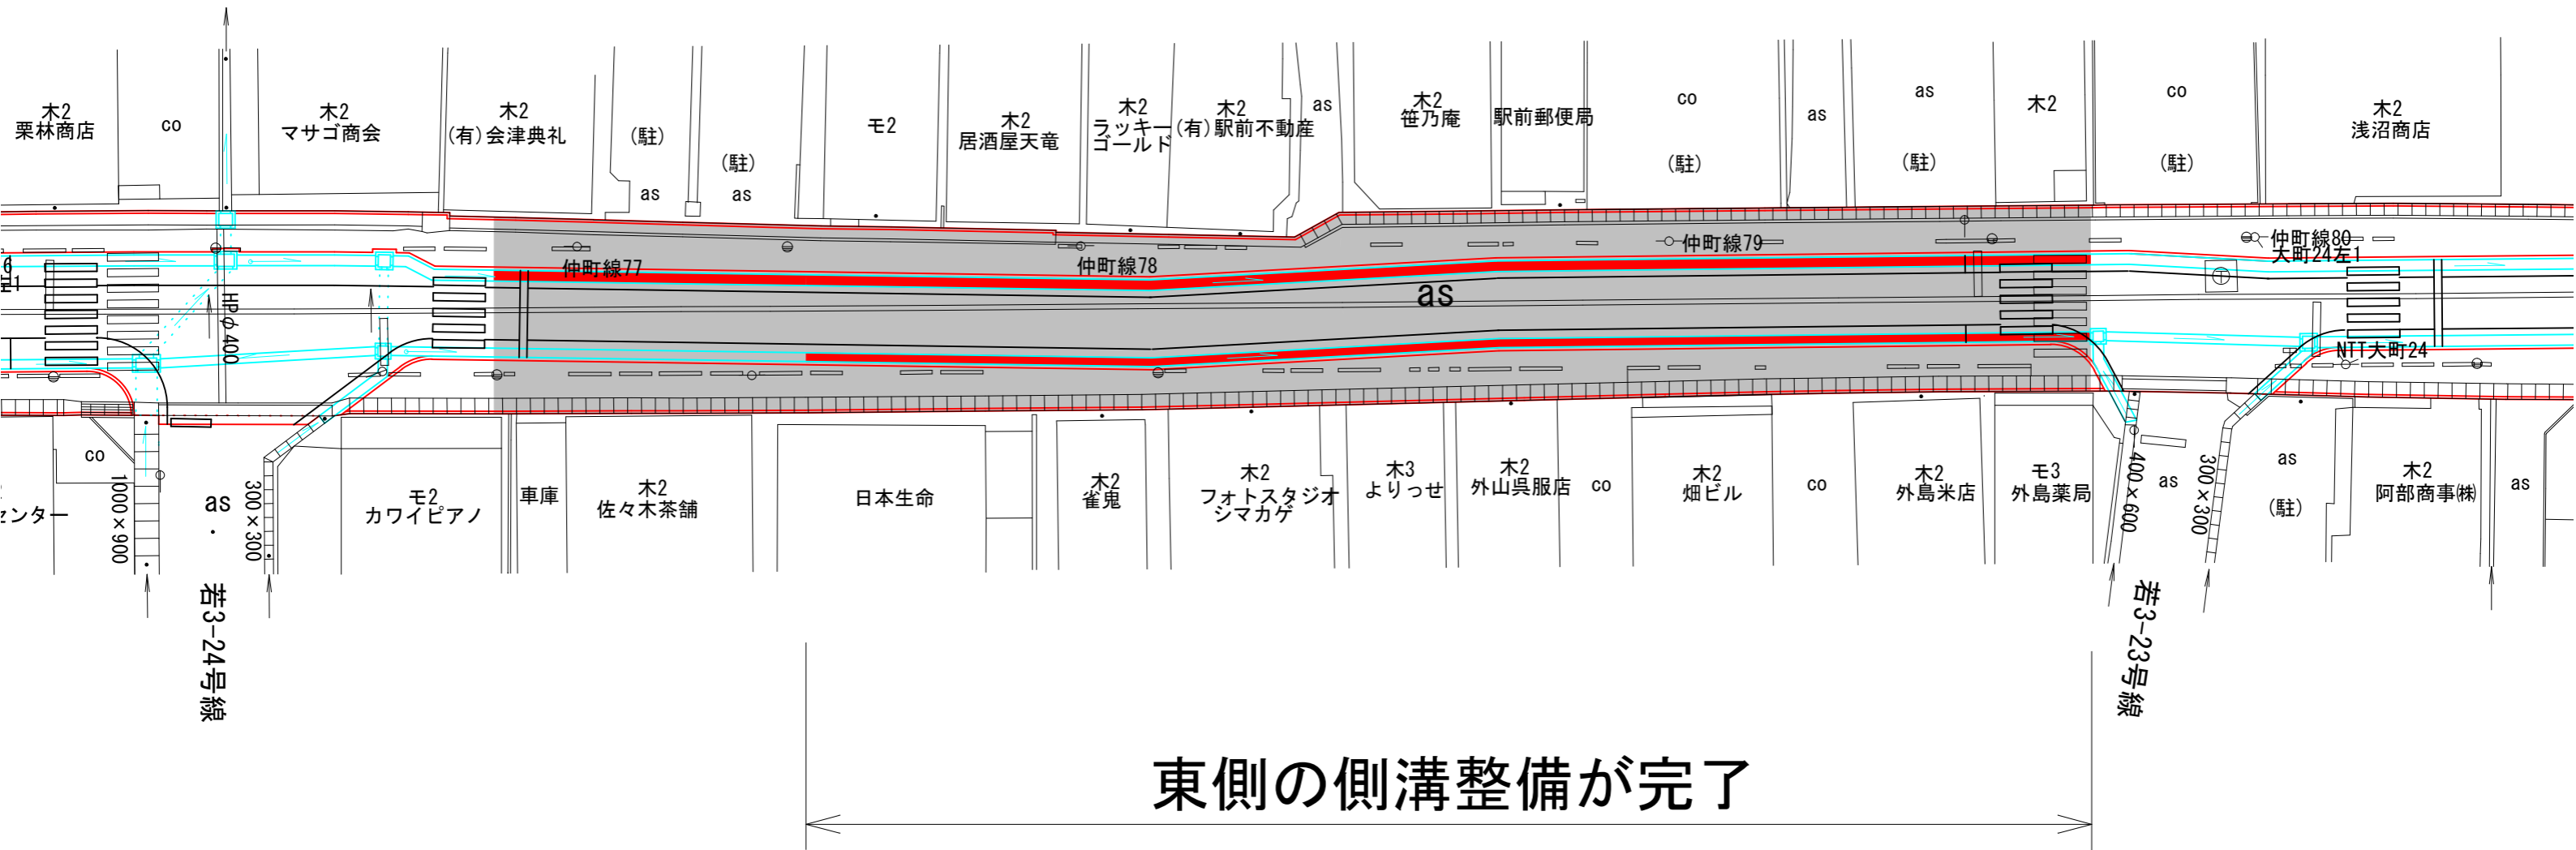 木2
栗林商店
co
木2
マサゴ商会
木2
(有)会津典礼
(駐)
as
(駐)
as
モ2
木2
居酒屋天竜
木2
ラッキー
ゴールド
木2
(有)駅前不動産
as
木2
笹乃庵
駅前郵便局
co
(駐)
as
as
(駐)
木2
co
(駐)
木2
浅沼商店
仲町線77
仲町線78
仲町線79
仲町線80
大町24左1
as
HPφ400
NTT大町24
センター
co
1000×900
as
300×300
モ2
カワイピアノ
車庫
木2
佐々木茶舗
日本生命
木2
雀鬼
木2
フォトスタジオ
シマカゲ
木3
よりっせ
木2
外山呉服店
co
木2
畑ビル
co
木2
外島米店
モ3
外島薬局
400×600
as
300×300
as
(駐)
木2
阿部商事㈱
as
若3-24号線
若3-23号線
東側の側溝整備が完了